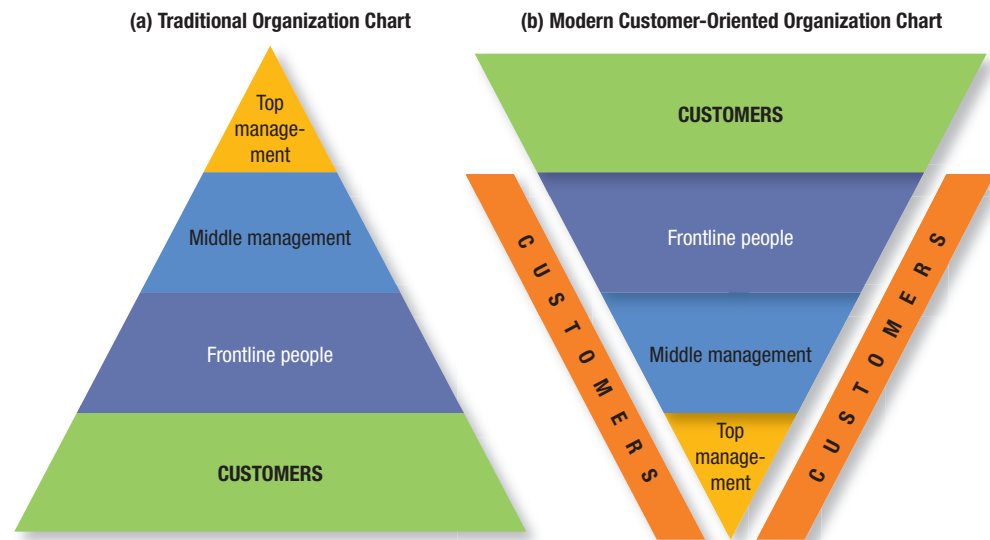 (a) Traditional Organization Chart
Top
manage-
ment
Middle management
Frontline people
CUSTOMERS
(b) Modern Customer-Oriented Organization Chart
CUSTOMERS
Frontline people
Middle management
Top
manage-
ment
CUSTOMERS
CUSTOMERS